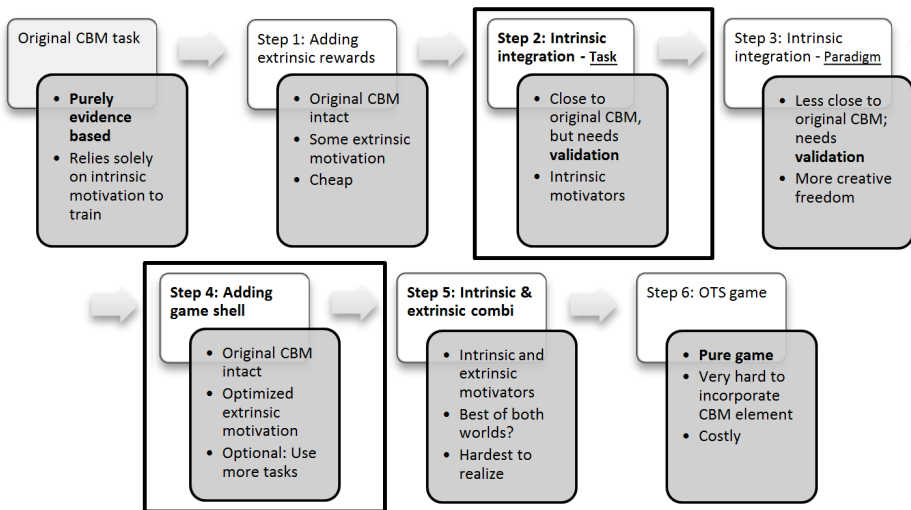 Original CBM task
• Purely
evidence
based
• Relies solely
on intrinsic
motivation to
train
Step 1: Adding
extrinsic rewards
• Original CBM
intact
• Some extrinsic
motivation
• Cheap
Step 2: Intrinsic
integration - Task
• Close to
original CBM,
but needs
validation
• Intrinsic
motivators
Step 3: Intrinsic
integration - Paradigm
• Less close to
original CBM;
needs
validation
• More creative
freedom
Step 4: Adding
game shell
• Original CBM
intact
• Optimized
extrinsic
motivation
• Optional: Use
more tasks
Step 5: Intrinsic &
extrinsic combi
• Intrinsic and
extrinsic
motivators
• Best of both
worlds?
• Hardest to
realize
Step 6: OTS game
• Pure game
• Very hard to
incorporate
CBM element
• Costly